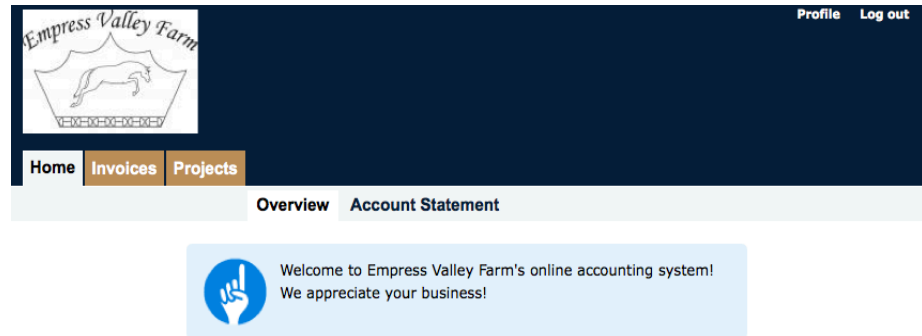 Empress Valley Farm
Profile Log out
Home Invoices Projects
Overview Account Statement
Welcome to Empress Valley Farm's online accounting system!
We appreciate your business!